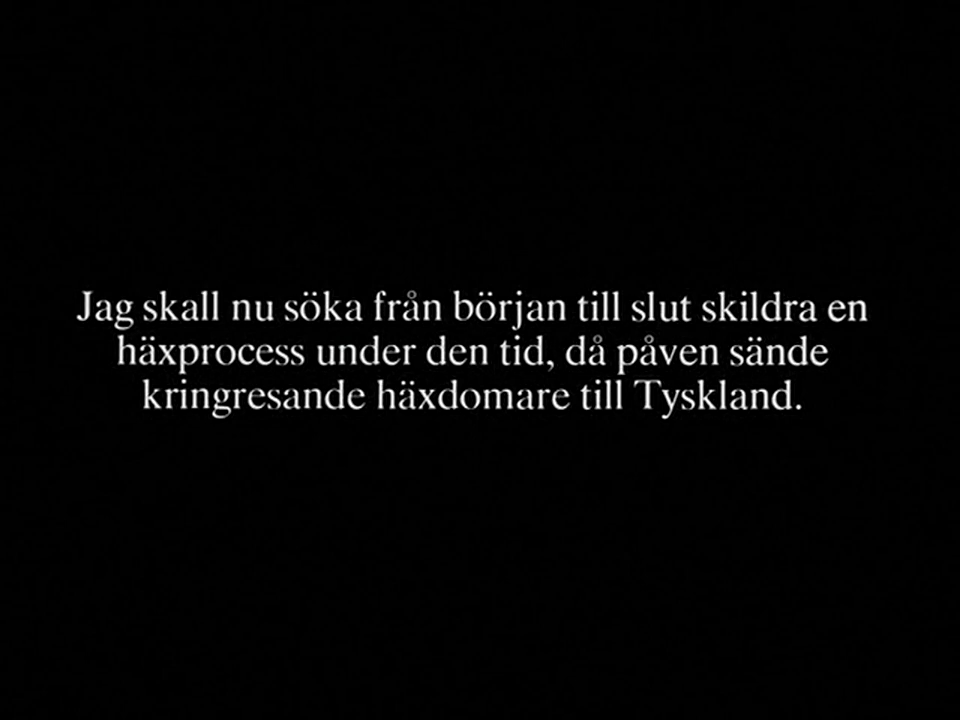 Jag skall nu söka från början till slut skildra en
häxprocess under den tid, då påven sände
kringresande häxdomare till Tyskland.